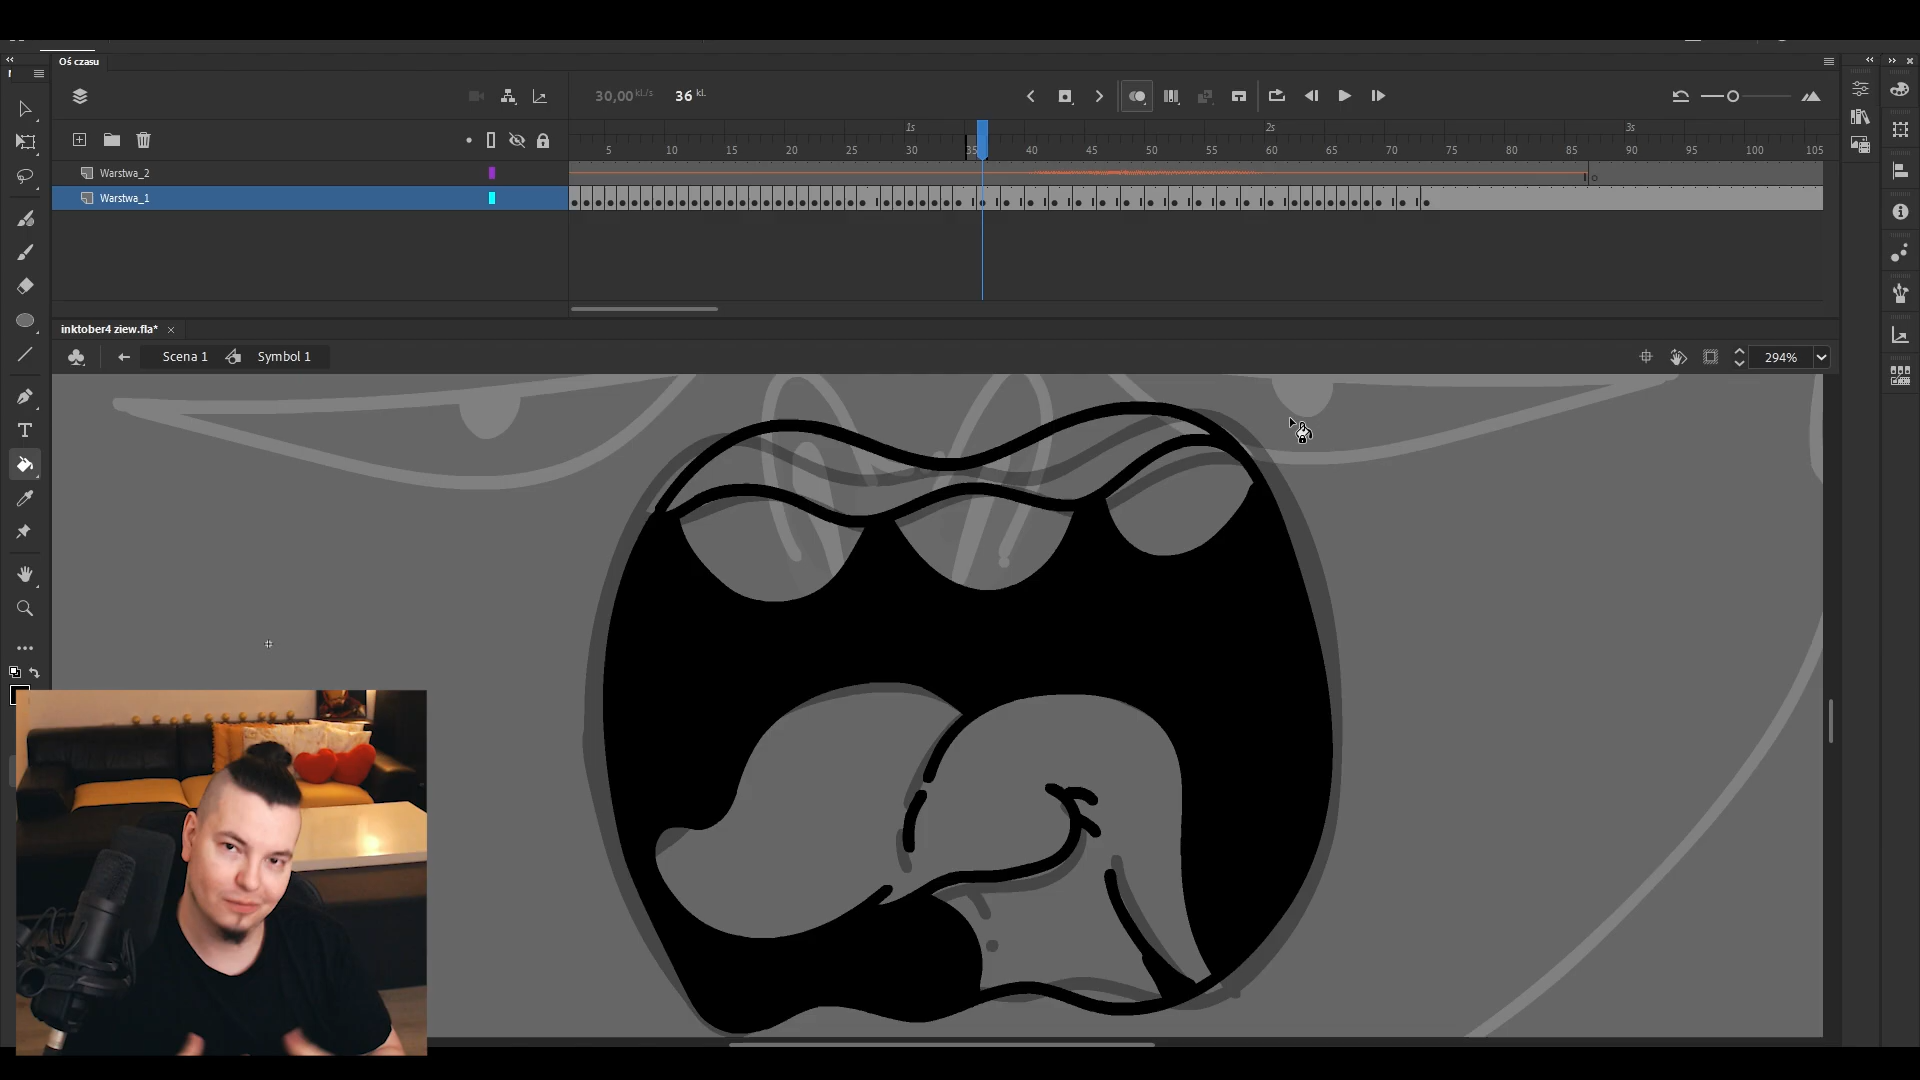 Oś czasu
30,00 kl./s 36 kl.
1s 2s 3s
5 10 15 20 25 30 35 40 45 50 55 60 65 70 75 80 85 90 95 100 105
Warstwa_2
Warstwa_1
inktober4 ziew.fla* ×
Scena 1 Symbol 1 294%
T